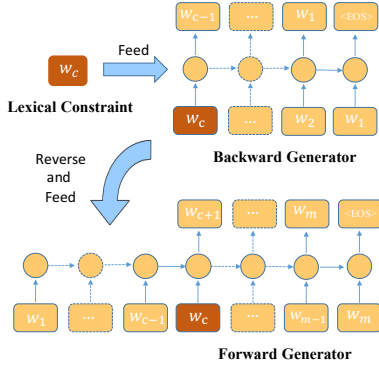 w_{c−1} ... w_1 <EOS>
Feed
w_c
Lexical Constraint
w_c ... w_2 w_1
Backward Generator
Reverse
and
Feed
w_{c+1} ... w_m <EOS>
w_1 ... w_{c−1} w_c ... w_{m−1} w_m
Forward Generator